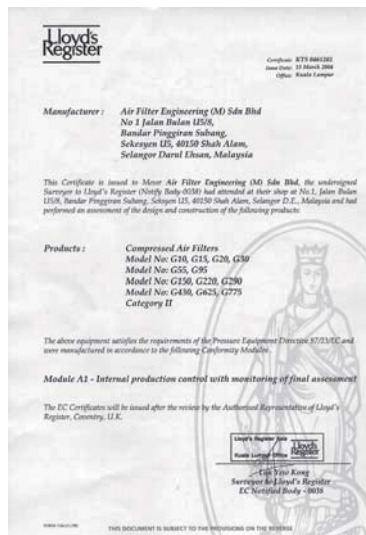 Lloyd's
Register
Certificate KTS 0461202
Issue Date: 15 March 2004
Office: Kuala Lumpur
Manufacturer : Air Filter Engineering (M) Sdn Bhd
No 1 Jalan Bulan U5/8,
Bandar Pinggiran Subang,
Seksyen U5, 40150 Shah Alam,
Selangor Darul Ehsan, Malaysia
This Certificate is issued to Messr Air Filter Engineering (M) Sdn Bhd, the undersigned
Surveyor to Lloyd's Register (Notify Body-0038) had attended at their shop at No.1, Jalan Bulan
U5/8, Bandar Pinggiran Subang, Seksyen U5, 40150 Shah Alam, Selangor D.E., Malaysia and had
performed an assessment of the design and construction of the following products:
Products : Compressed Air Filters
Model No: G10, G15, G20, G30
Model No: G55, G95
Model No: G150, G220, G290
Model No: G430, G625, G775
Category II
The above equipment satisfies the requirements of the Pressure Equipment Directive 97/23/EC and
were manufactured in accordance to the following Conformity Modules.
Module A1 - Internal production control with monitoring of final assessment
The EC Certificates will be issued after the review by the Authorised Representative of Lloyd's
Register, Coventry, U.K.
Lloyd's Register Asia
Kuala Lumpur Office
Lloyd's
Register
Yew Kong
Surveyor to Lloyd's Register
EC Notified Body - 0038
THIS DOCUMENT IS SUBJECT TO THE PROVISIONS ON THE REVERSE